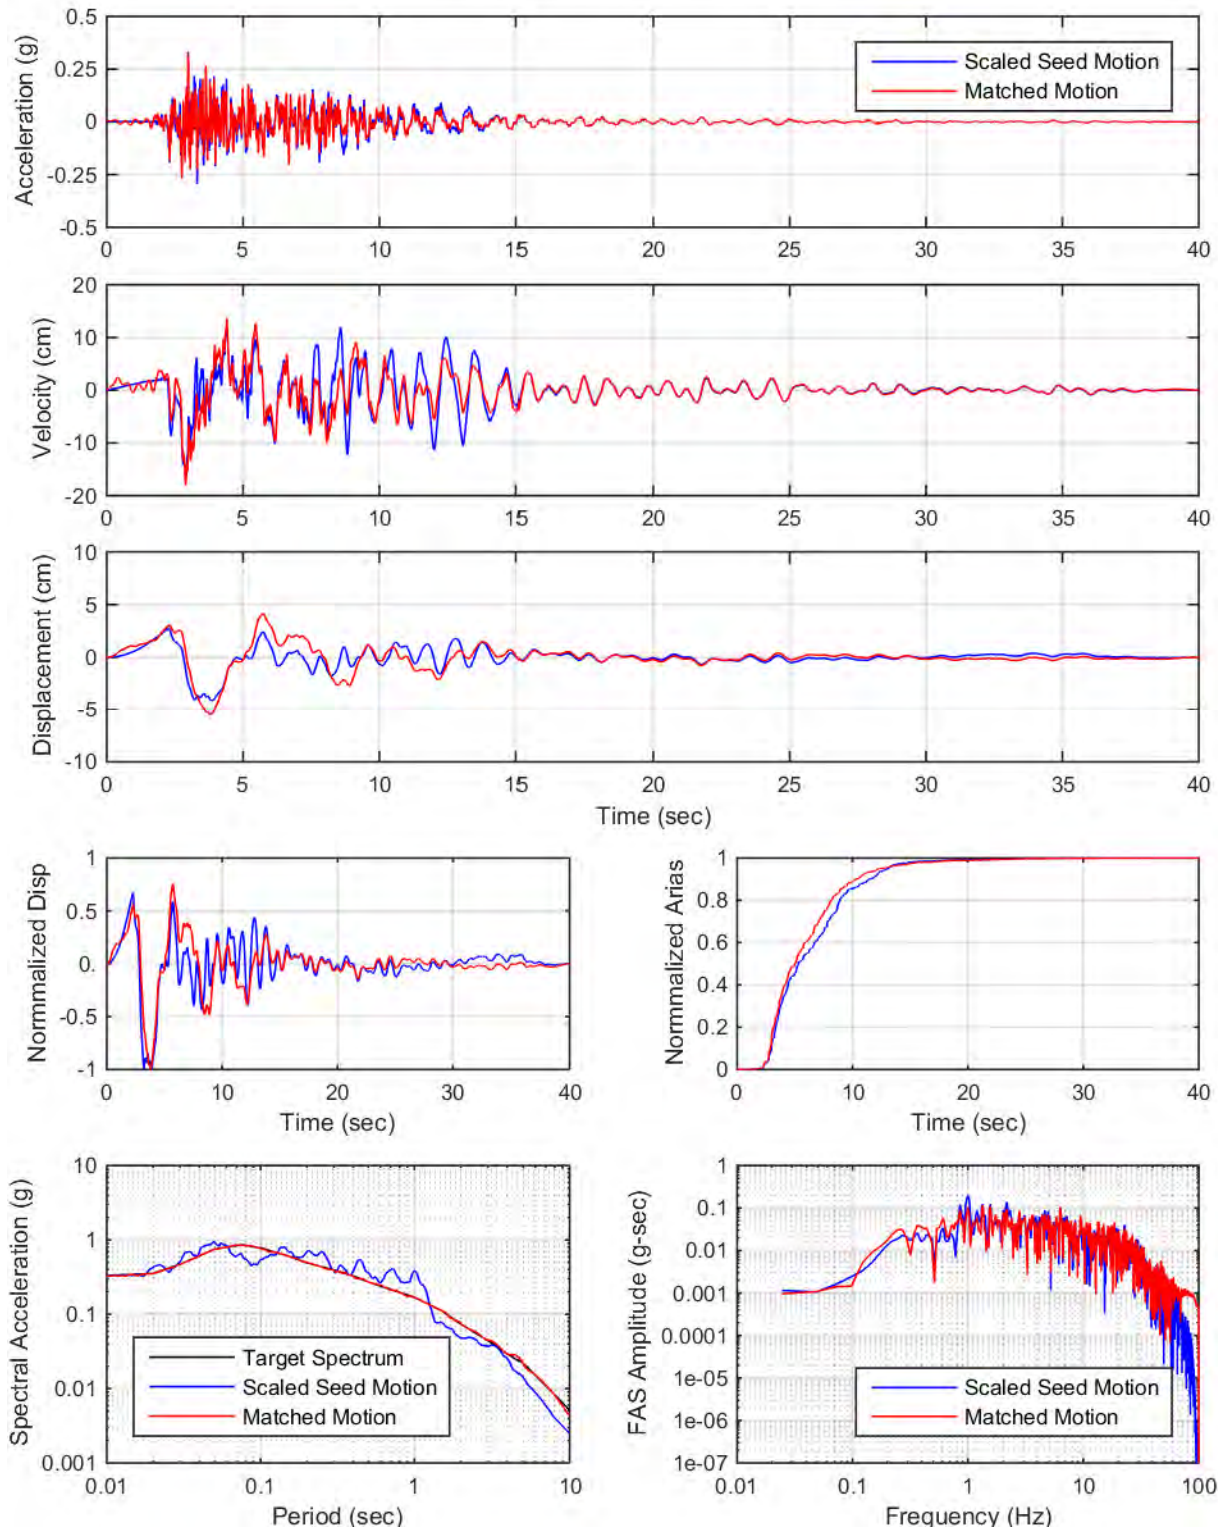 0.5
0.25
0
-0.25
-0.5
Acceleration (g)
Scaled Seed Motion
Matched Motion
0 5 10 15 20 25 30 35 40
20
10
0
-10
-20
Velocity (cm)
0 5 10 15 20 25 30 35 40
10
5
0
-5
-10
Displacement (cm)
0 5 10 15 20 25 30 35 40
Time (sec)
1
0.5
0
-0.5
-1
Normmalized Disp
0 10 20 30 40
Time (sec)
1
0.8
0.6
0.4
0.2
0
Normmalized Arias
0 10 20 30 40
Time (sec)
10
1
0.1
0.01
0.001
Spectral Acceleration (g)
Target Spectrum
Scaled Seed Motion
Matched Motion
0.01 0.1 1 10
Period (sec)
1
0.1
0.01
0.001
0.0001
1e-05
1e-06
1e-07
FAS Amplitude (g-sec)
Scaled Seed Motion
Matched Motion
0.01 0.1 1 10 100
Frequency (Hz)